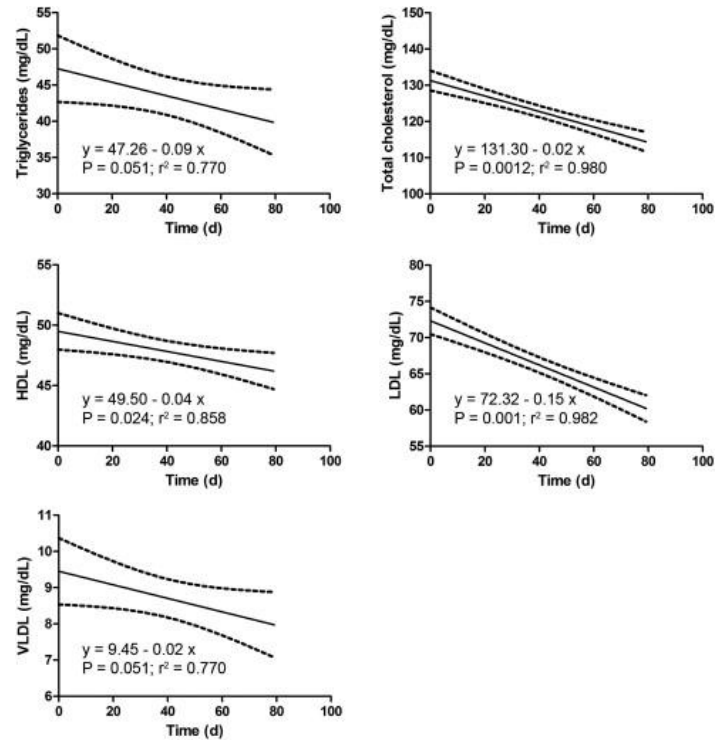 Triglycerides (mg/dL)
55
50
45
40
35
30
y = 47.26 - 0.09 x
P = 0.051; r² = 0.770
0 20 40 60 80 100
Time (d)
Total cholesterol (mg/dL)
150
140
130
120
110
100
y = 131.30 - 0.02 x
P = 0.0012; r² = 0.980
0 20 40 60 80 100
Time (d)
HDL (mg/dL)
55
50
45
40
y = 49.50 - 0.04 x
P = 0.024; r² = 0.858
0 20 40 60 80 100
Time (d)
LDL (mg/dL)
80
75
70
65
60
55
y = 72.32 - 0.15 x
P = 0.001; r² = 0.982
0 20 40 60 80 100
Time (d)
VLDL (mg/dL)
11
10
9
8
7
6
y = 9.45 - 0.02 x
P = 0.051; r² = 0.770
0 20 40 60 80 100
Time (d)